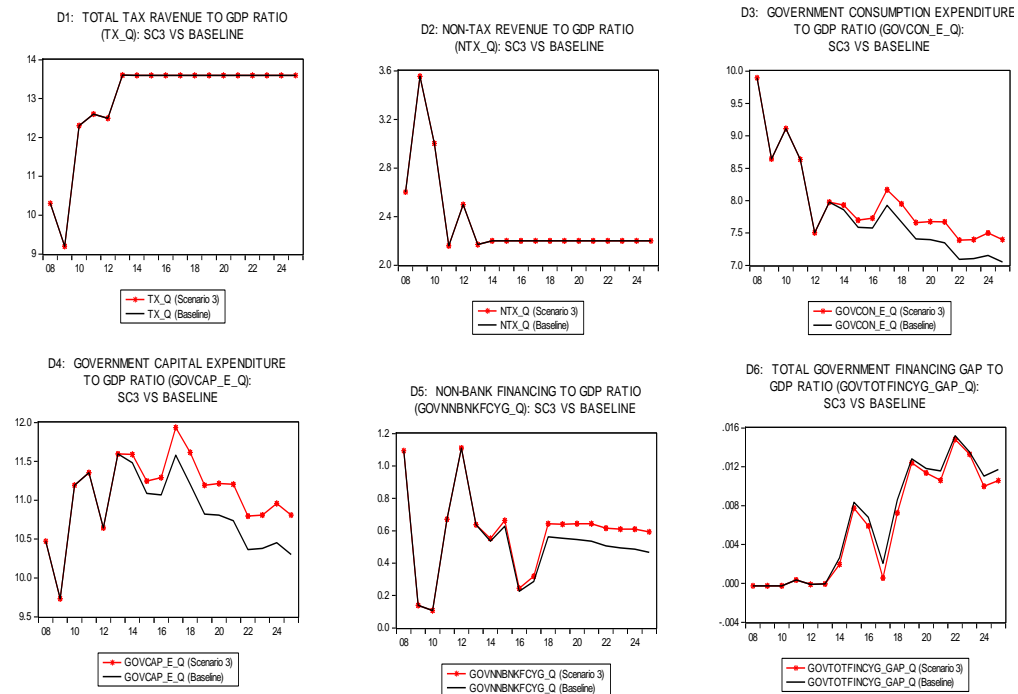 D1: TOTAL TAX RAVENUE TO GDP RATIO
(TX_Q): SC3 VS BASELINE
14
13
12
11
10
9
08 10 12 14 16 18 20 22 24
TX_Q (Scenario 3)
TX_Q (Baseline)
D2: NON-TAX REVENUE TO GDP RATIO
(NTX_Q): SC3 VS BASELINE
3.6
3.2
2.8
2.4
2.0
08 10 12 14 16 18 20 22 24
NTX_Q (Scenario 3)
NTX_Q (Baseline)
D3: GOVERNMENT CONSUMPTION EXPENDITURE
TO GDP RATIO (GOVCON_E_Q):
SC3 VS BASELINE
10.0
9.5
9.0
8.5
8.0
7.5
7.0
08 10 12 14 16 18 20 22 24
GOVCON_E_Q (Scenario 3)
GOVCON_E_Q (Baseline)
D4: GOVERNMENT CAPITAL EXPENDITURE
TO GDP RATIO (GOVCAP_E_Q):
SC3 VS BASELINE
12.0
11.5
11.0
10.5
10.0
9.5
08 10 12 14 16 18 20 22 24
GOVCAP_E_Q (Scenario 3)
GOVCAP_E_Q (Baseline)
D5: NON-BANK FINANCING TO GDP RATIO
(GOVNNBNKFCYG_Q): SC3 VS BASELINE
1.2
1.0
0.8
0.6
0.4
0.2
0.0
08 10 12 14 16 18 20 22 24
GOVNNBNKFCYG_Q (Scenario 3)
GOVNNBNKFCYG_Q (Baseline)
D6: TOTAL GOVERNMENT FINANCING GAP TO
GDP RATIO (GOVTOTFINCYG_GAP_Q):
SC3 VS BASELINE
.016
.012
.008
.004
.000
-.004
08 10 12 14 16 18 20 22 24
GOVTOTFINCYG_GAP_Q (Scenario 3)
GOVTOTFINCYG_GAP_Q (Baseline)